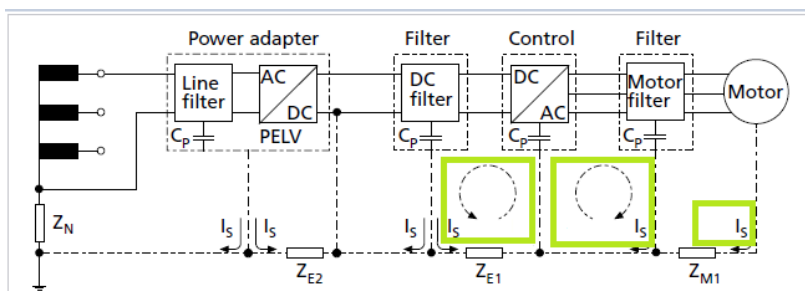 Power adapter
Filter
Control
Filter
Line
filter
AC
DC
PELV
C_P
DC
filter
C_P
DC
AC
C_P
Motor
filter
C_P
Motor
Z_N
I_S
I_S
Z_E2
I_S
I_S
Z_E1
I_S
Z_M1
I_S